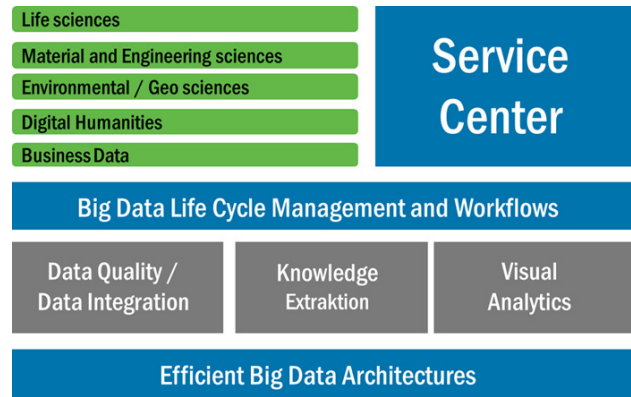 Life sciences
Material and Engineering sciences
Environmental / Geo sciences
Digital Humanities
Business Data
Service
Center
Big Data Life Cycle Management and Workflows
Data Quality /
Data Integration
Knowledge
Extraktion
Visual
Analytics
Efficient Big Data Architectures